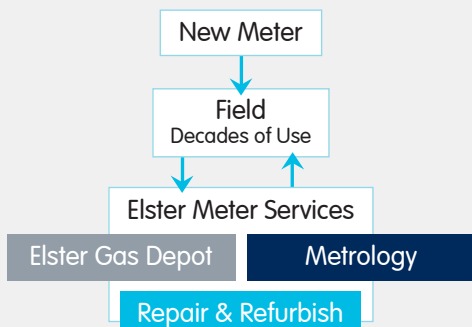 New Meter
Field
Decades of Use
Elster Meter Services
Elster Gas Depot
Metrology
Repair & Refurbish